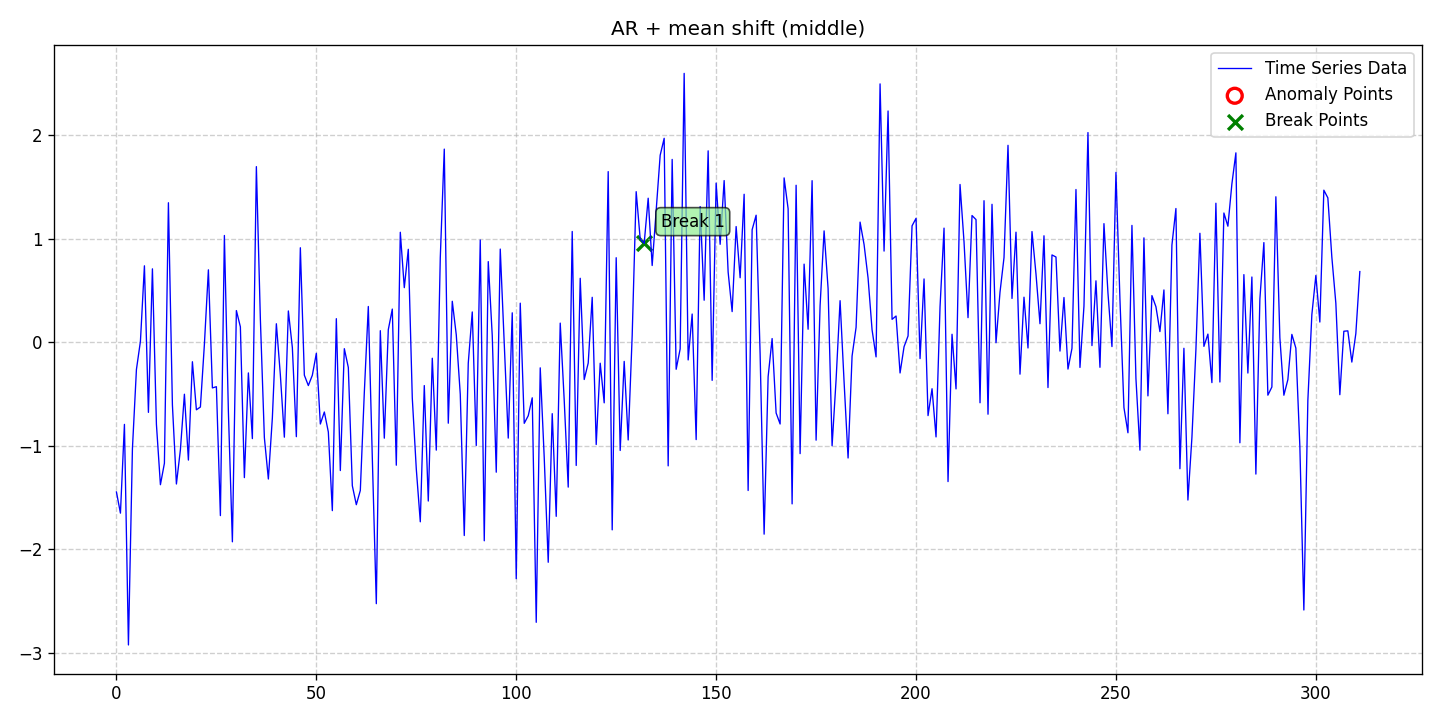 AR + mean shift (middle)
Time Series Data
Anomaly Points
Break Points
Break 1
2
1
0
−1
−2
−3
0 50 100 150 200 250 300